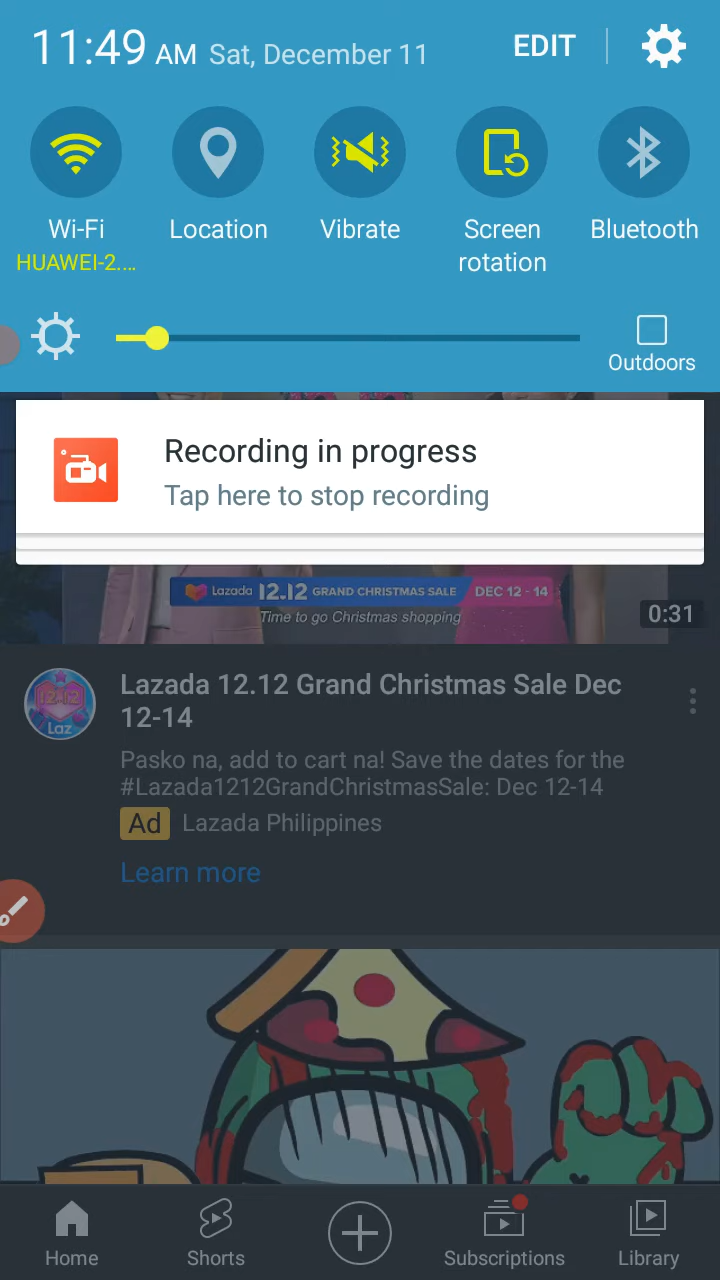 11:49 AM Sat, December 11 EDIT
Wi-Fi Location Vibrate Screen rotation Bluetooth
HUAWEI-2....
Outdoors
Recording in progress
Tap here to stop recording
Lazada 12.12 GRAND CHRISTMAS SALE DEC 12 - 14
Time to go Christmas shopping
0:31
12.12
Laz
Lazada 12.12 Grand Christmas Sale Dec
12-14
Pasko na, add to cart na! Save the dates for the
#Lazada1212GrandChristmasSale: Dec 12-14
Ad Lazada Philippines
Learn more
Home Shorts Subscriptions Library